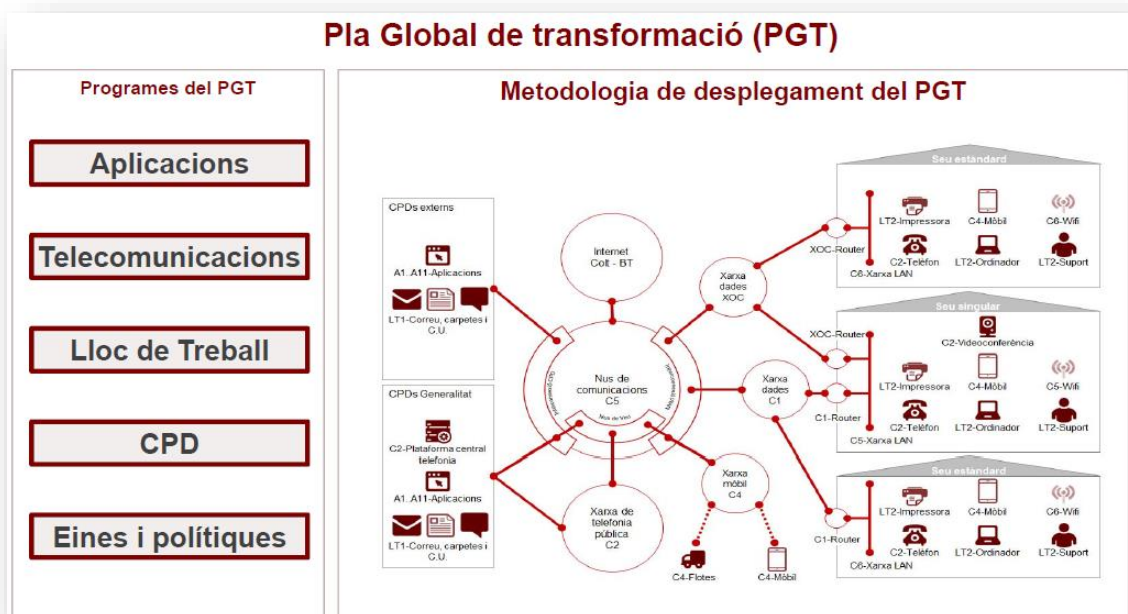 Pla Global de transformació (PGT)
Programes del PGT
Aplicacions
Telecomunicacions
Lloc de Treball
CPD
Eines i polítiques
Metodologia de desplegament del PGT
CPDs externs
A1..A11-Aplicacions
LT1-Correu, carpetes i
C.U.
CPDs Generalitat
C2-Plataforma central
telefonia
A1..A11-Aplicacions
LT1-Correu, carpetes i
C.U.
Internet
Colt - BT
Nus de
comunicacions
C5
Nus de Veu
Xarxa de
telefonia
pública
C2
Xarxa
dades
XOC
Xarxa
dades
C1
Xarxa
mòbil
C4
C4-Flotes
C4-Mòbil
Seu estàndard
XOC-Router
LT2-Impressora
C4-Mòbil
C6-Wifi
C2-Telèfon
LT2-Ordinador
LT2-Suport
C6-Xarxa LAN
Seu singular
XOC-Router
C2-Videoconferència
LT2-Impressora
C4-Mòbil
C5-Wifi
C1-Router
C2-Telèfon
LT2-Ordinador
LT2-Suport
C5-Xarxa LAN
Seu estàndard
LT2-Impressora
C4-Mòbil
C6-Wifi
C1-Router
C2-Telèfon
LT2-Ordinador
LT2-Suport
C6-Xarxa LAN